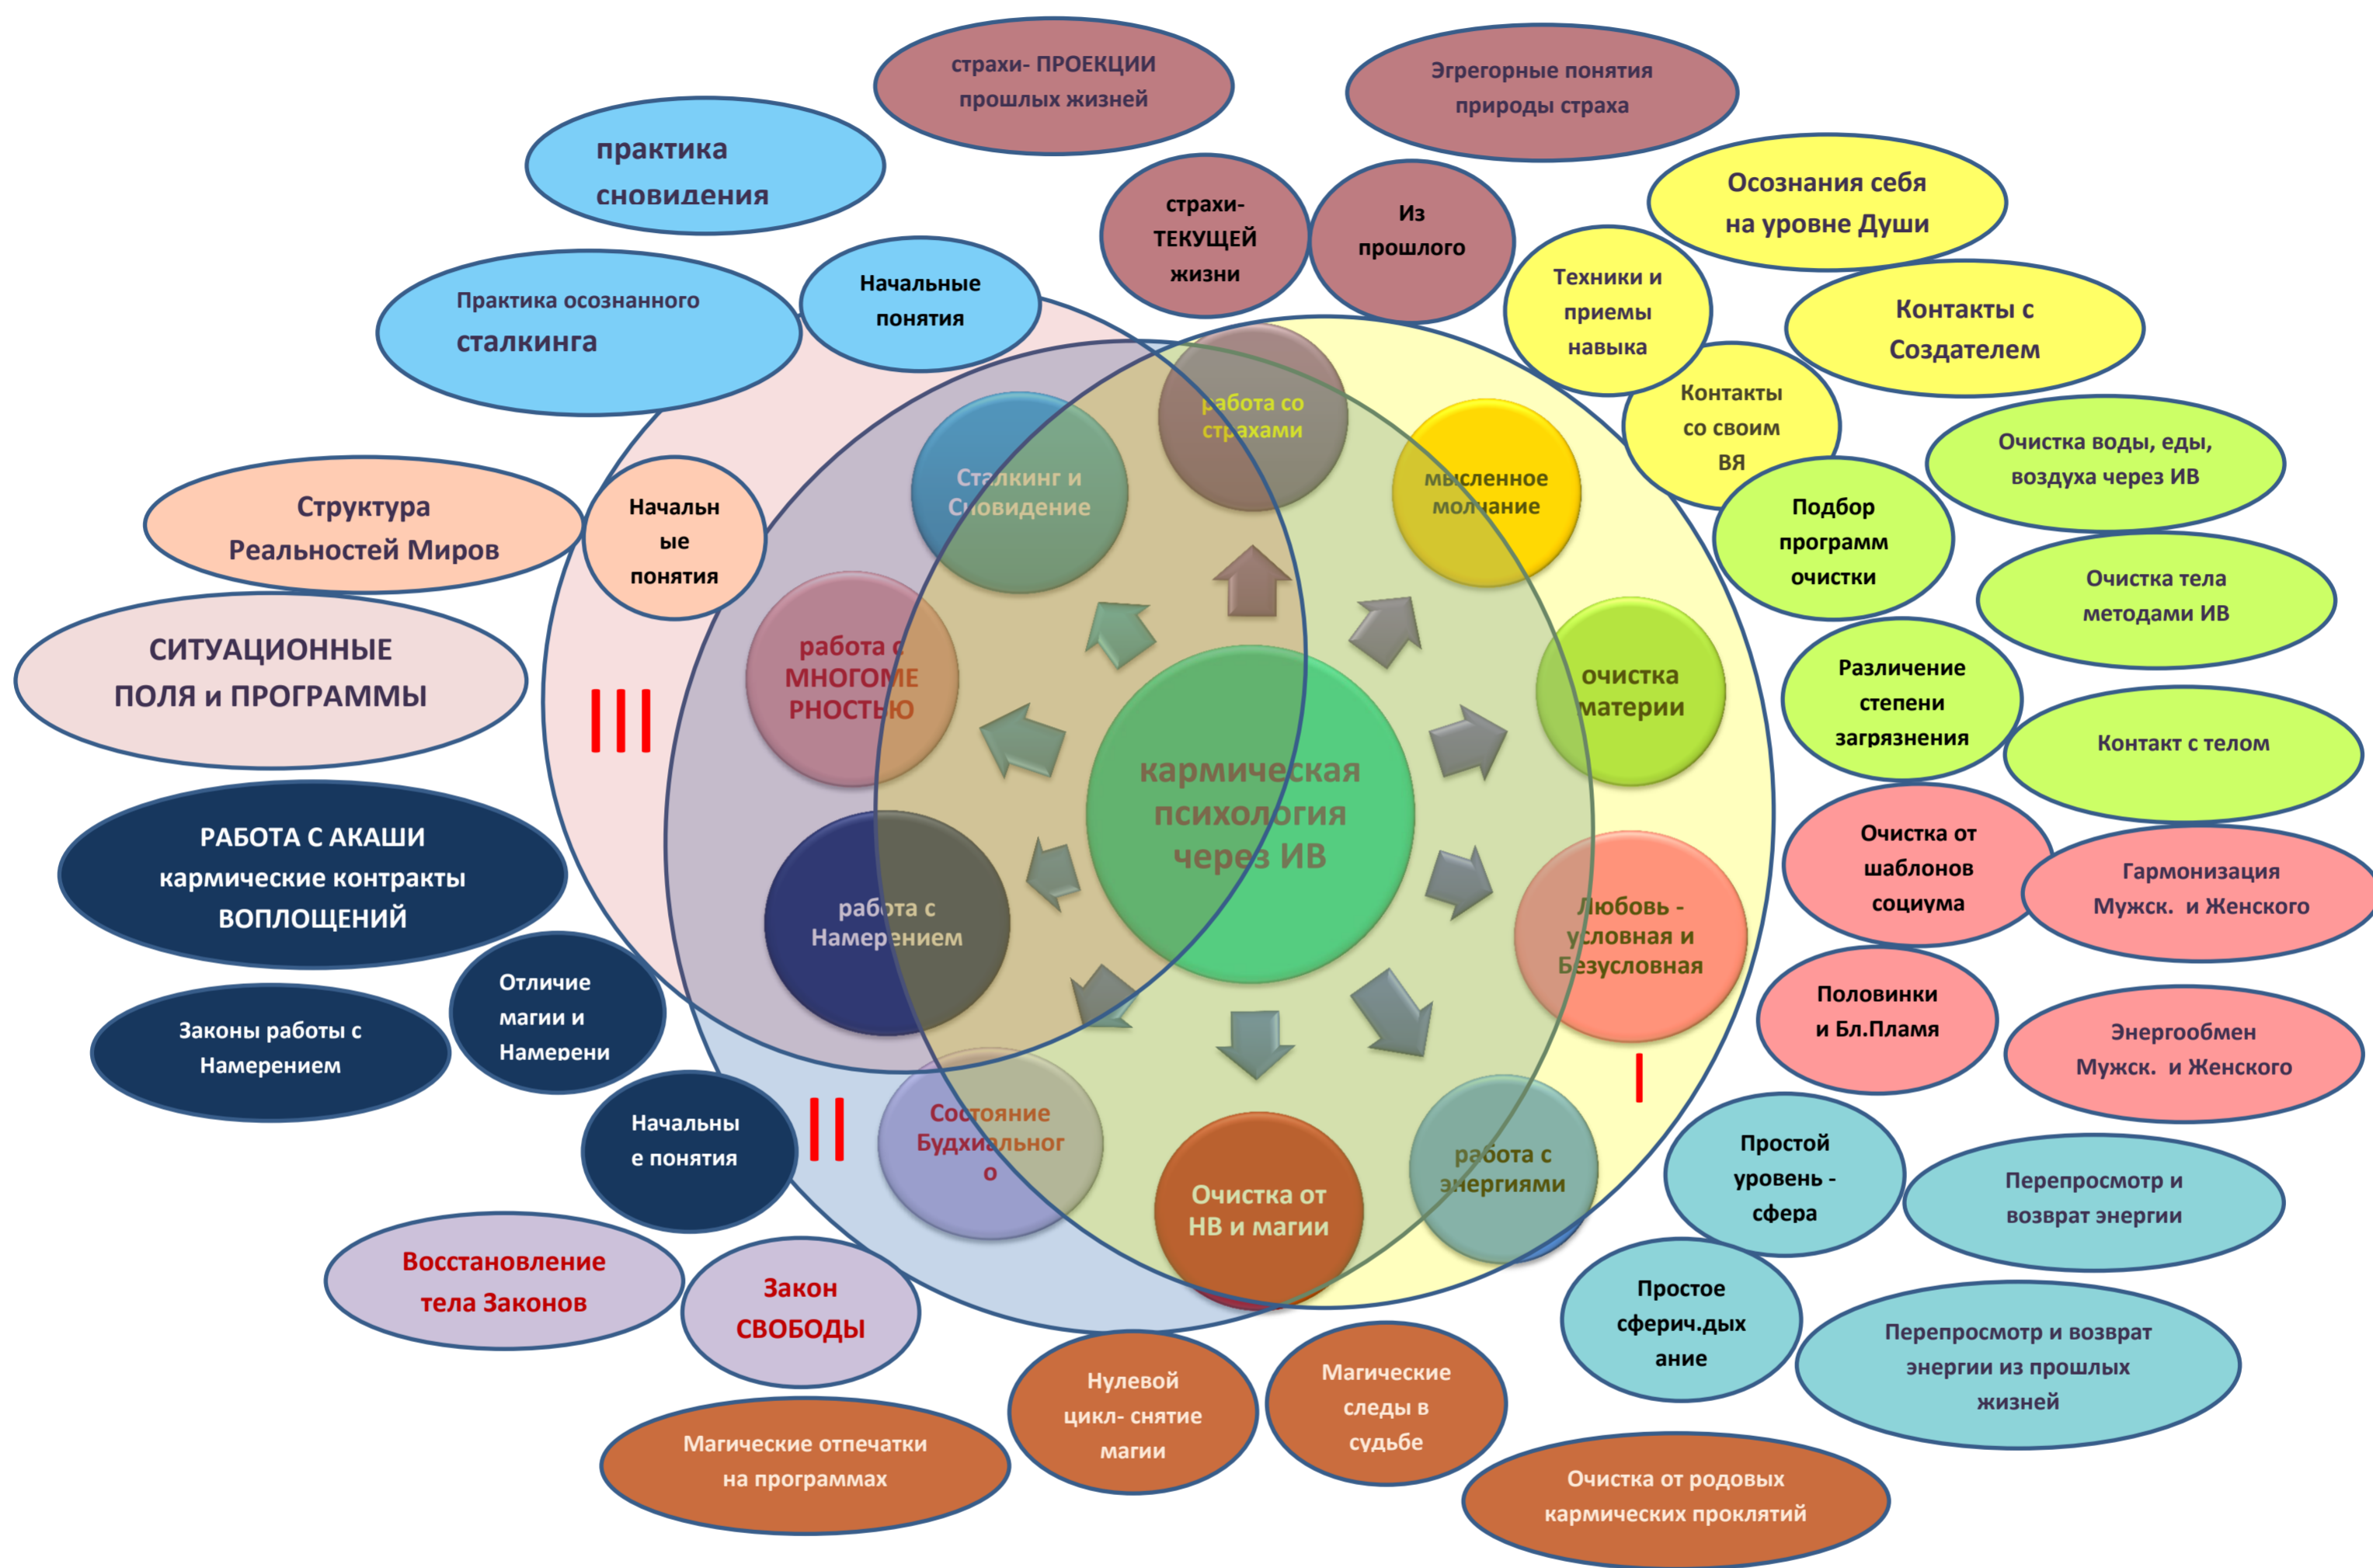 страхи- ПРОЕКЦИИ
прошлых жизней
Эгрегорные понятия
природы страха
практика
сновидения
страхи-
ТЕКУЩЕЙ
жизни
Из
прошлого
Осознания себя
на уровне Души
Практика осознанного
сталкинга
Начальные
понятия
Техники и
приемы
навыка
Контакты с
Создателем
Контакты
со своим
ВЯ
работа со
страхами
Сталкинг и
Сновидение
мысленное
молчание
Очистка воды, еды,
воздуха через ИВ
Структура
Реальностей Миров
Начальн
ые
понятия
Подбор
программ
очистки
Очистка тела
методами ИВ
СИТУАЦИОННЫЕ
ПОЛЯ и ПРОГРАММЫ
III
работа с
МНОГОМЕ
РНОСТЬЮ
очистка
материи
Различение
степени
загрязнения
Контакт с телом
кармическая
психология
через ИВ
РАБОТА С АКАШИ
кармические контракты
ВОПЛОЩЕНИЙ
работа с
Намерением
Любовь -
условная и
Безусловная
Очистка от
шаблонов
социума
Гармонизация
Мужск. и Женского
Отличие
магии и
Намерени
Законы работы с
Намерением
Половинки
и Бл.Пламя
Энергообмен
Мужск. и Женского
I
Начальны
е понятия
II
Состояние
Будхиальног
о
Очистка от
НВ и магии
работа с
энергиями
Простой
уровень -
сфера
Перепросмотр и
возврат энергии
Восстановление
тела Законов
Закон
СВОБОДЫ
Простое
сферич.дых
ание
Перепросмотр и возврат
энергии из прошлых
жизней
Магические отпечатки
на программах
Нулевой
цикл- снятие
магии
Магические
следы в
судьбе
Очистка от родовых
кармических проклятий